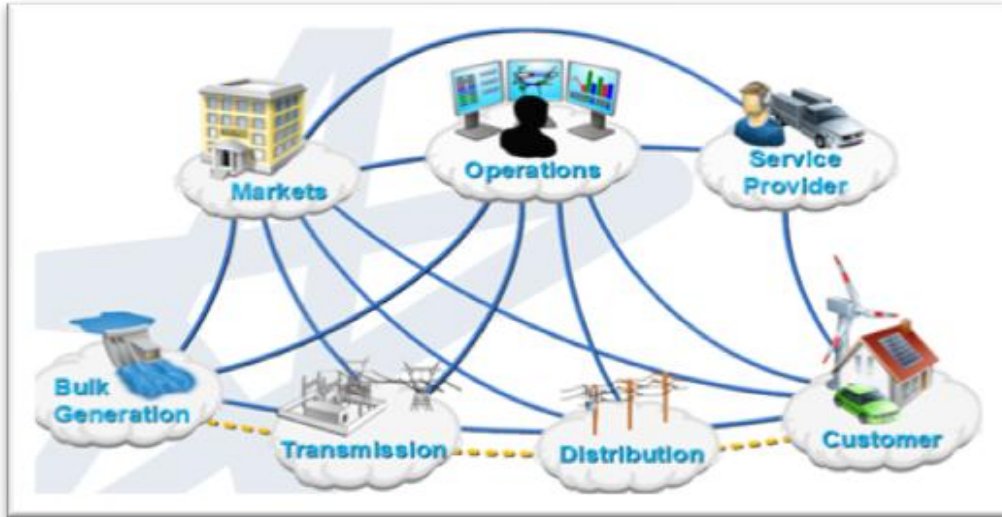 Markets
Operations
Service
Provider
Bulk
Generation
Transmission
Distribution
Customer